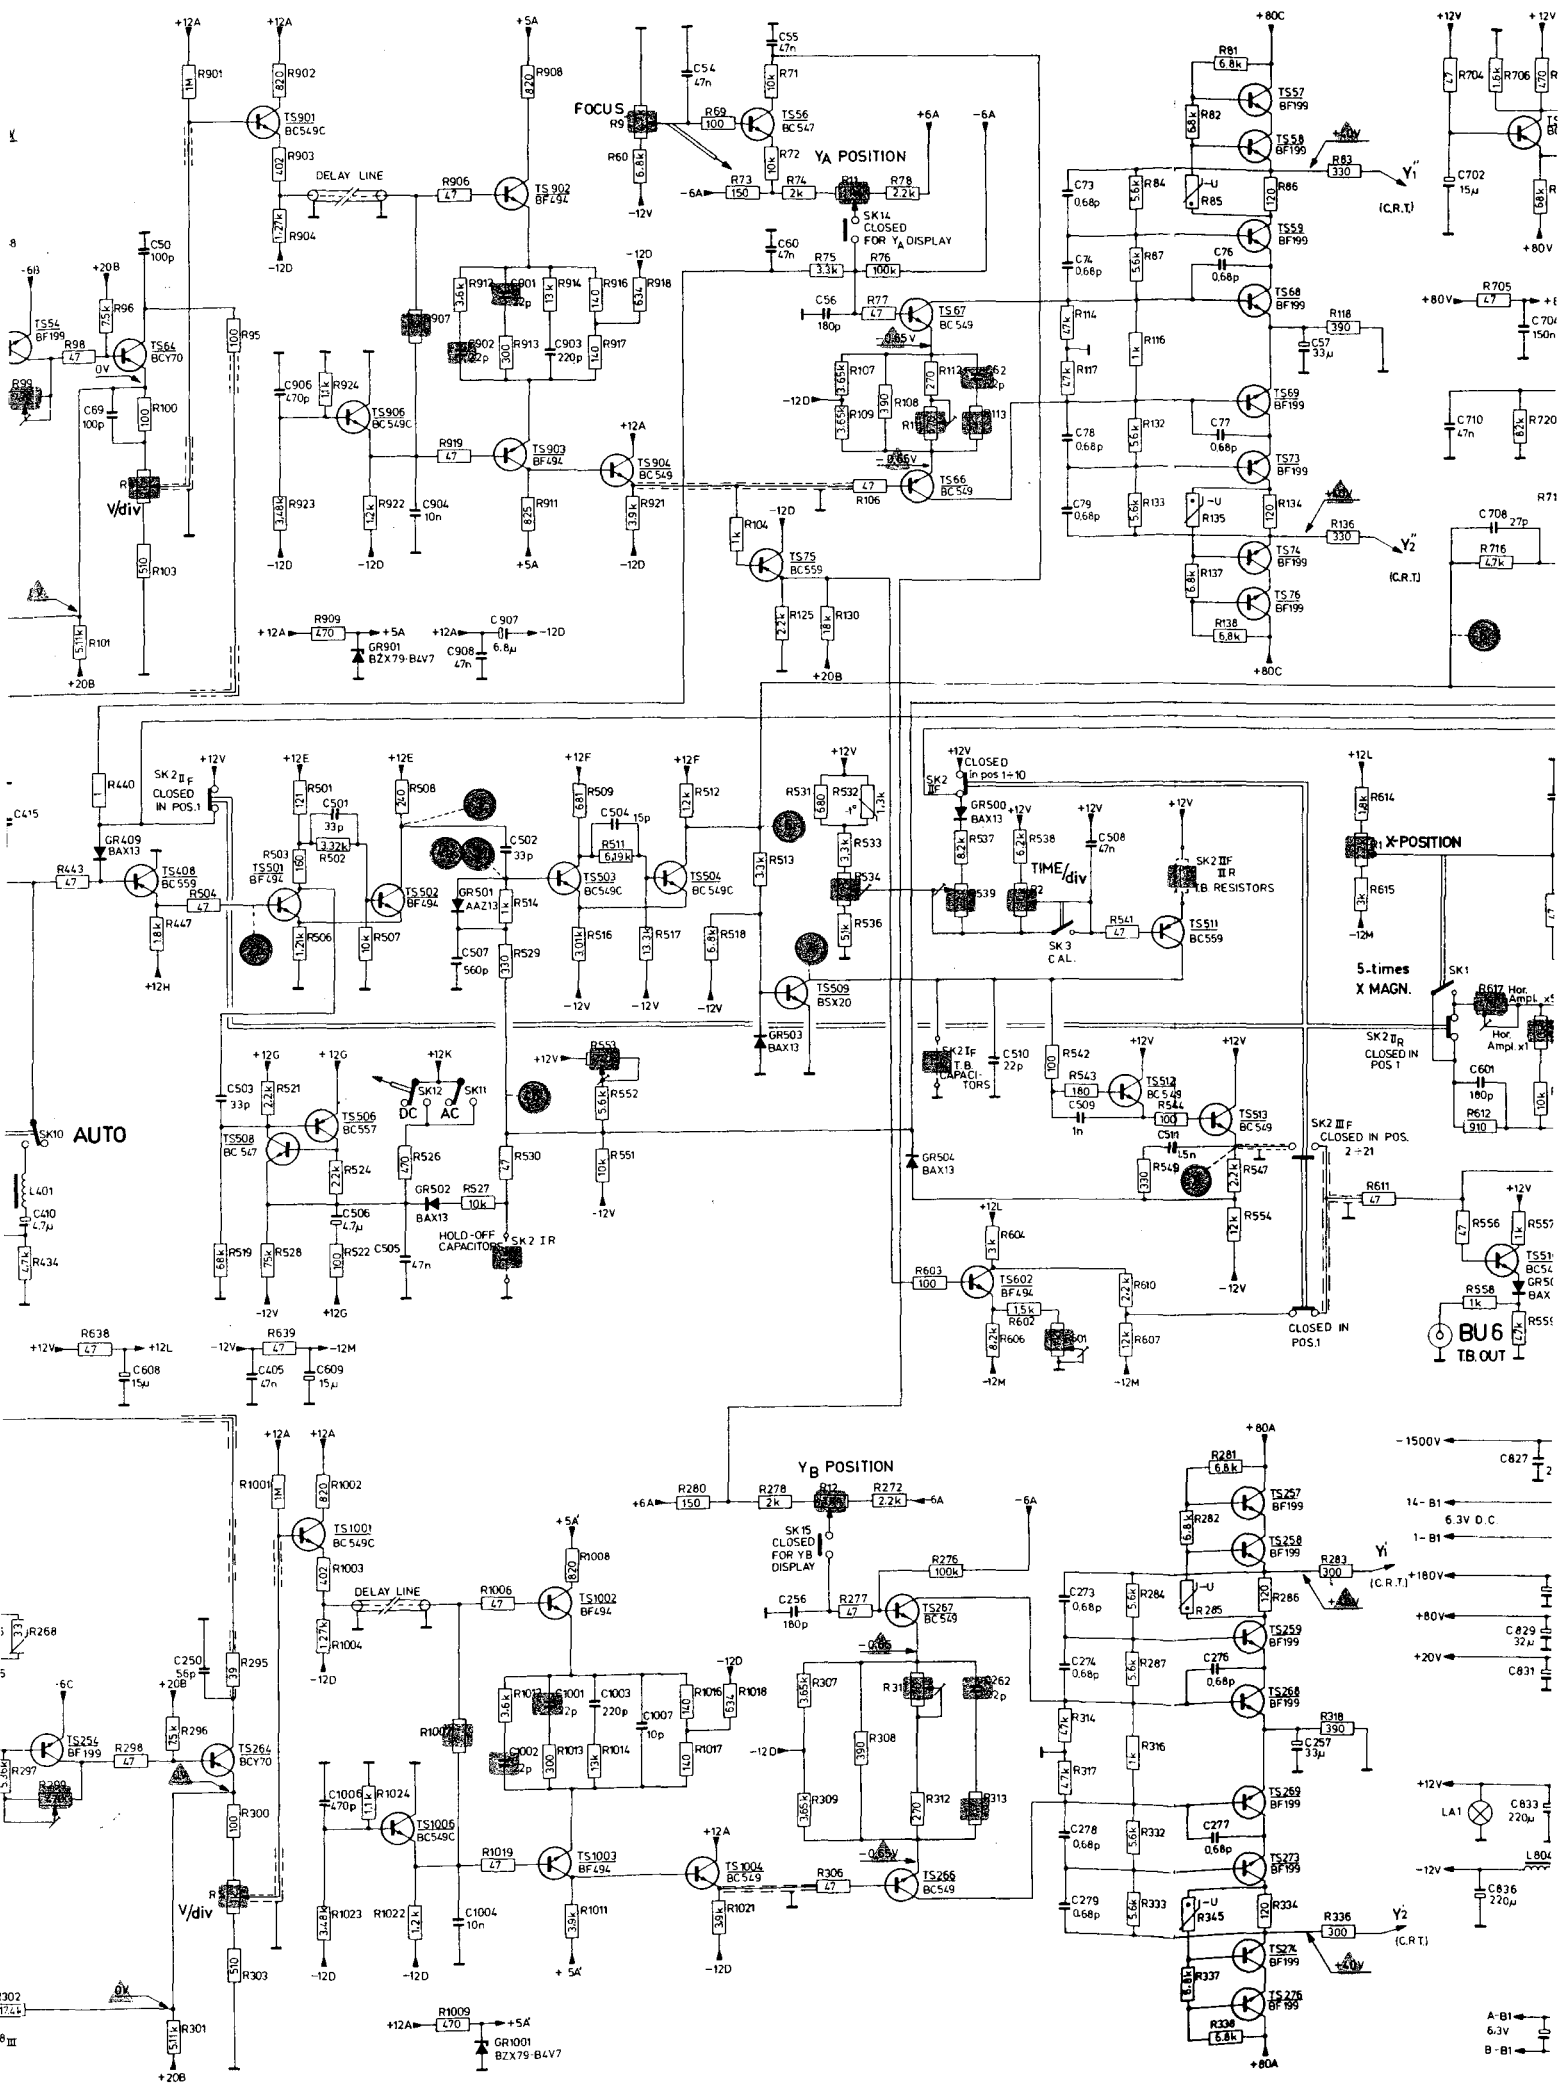 +12A
+12A
+5A
C55
47n
+80C
+12V
+12V
R901
1M
R902
820
R908
820
C54
47n
R71
10k
R81
6.8k
R704
47
R706
1.6k
470
TS901
BC549C
FOCUS
R9
R69
100
TS56
BC547
+6A
-6A
TS57
BF199
R82
68k
TS58
BF199
R903
402
R60
6.8k
R72
10k
YA POSITION
R83
330
Y1''
(C.R.T.)
C702
15μ
68k
+80V
DELAY LINE
R906
47
TS902
BF494
-12V
-6A
R73
150
R74
2k
R11
R78
2.2k
C73
0,68p
R84
5.6k
-U
R85
R86
120
R904
1.27k
-12D
C50
100p
SK14
CLOSED
FOR YA DISPLAY
TS59
BF199
C60
47n
R75
3.3k
R76
100k
C74
0,68p
R87
5.6k
C76
0,68p
-6B
+20B
R96
7.5k
R912
3.6k
C901
R914
13k
R916
140
R918
634
-12D
TS54
BF199
R98
47
TS64
BCY70
0V
R95
100
R913
300
C903
220p
R917
140
C56
180p
R77
47
TS67
BC549
TS68
BF199
R114
47k
R116
1k
R117
47k
R118
390
C57
33μ
+80V
R705
47
C704
150n
R99
C69
100p
R100
100
C906
470p
R924
1.1k
TS906
BC549C
R107
3.65k
-12D
R109
3.65k
R108
390
R112
270
TS69
BF199
C710
47n
R720
82k
+12A
R919
47
TS903
BF494
TS904
BC549
C78
0,68p
R132
5.6k
C77
0,68p
TS73
BF199
V/div
R923
3.48k
R922
1.2k
C904
10n
R911
825
R921
3.9k
R106
47
TS66
BC549
C79
0,68p
R133
5.6k
-U
R135
R134
120
R136
330
Y2''
(C.R.T.)
C708
27p
R716
4.7k
R103
510
-12D
-12D
+5A
-12D
R104
1k
-12D
TS75
BC559
R137
6.8k
TS74
BF199
TS76
BF199
R138
6,8k
+80C
R101
5.11k
+20B
+12A
R909
470
+5A
GR901
BZX79-B4V7
+12A
C907
6.8μ
-12D
C908
47n
R125
2.2k
R130
18k
+20B
C415
R440
1
SK2IIF
CLOSED
IN POS.1
+12V
+12E
R501
121
C501
33p
3.32k
R502
+12E
R508
240
+12F
R509
681
C504
15p
R511
6.19k
+12F
R512
1.2k
+12V
R531
680
R532
1.3k
+12V
CLOSED
in pos 1÷10
SK2
IIF
GR500
BAX13
+12V
+12V
+12L
R614
1.8k
GR409
BAX13
R443
47
TS408
BC559
R503
160
TS501
BF494
R504
47
C502
33p
R513
3.3k
R533
3.3k
R537
8.2k
R538
6.2k
C508
47n
X-POSITION
TIME/div
SK2IIIF
IIIR
T.B. RESISTORS
R447
1.8k
+12H
R506
1.21k
R507
10k
TS502
BF494
GR501
AAZ13
R514
1k
TS503
BC549C
TS504
BC549C
R534
R536
51k
R539
R2
R541
47
TS511
BC559
SK3
CAL.
R615
3k
-12M
C507
560p
R529
330
R516
3.01k
R517
13.3k
R518
6.8k
-12V
-12V
-12V
TS509
BSX20
5-times
X MAGN.
SK1
R617
Hor.
Ampl. x5
Hor.
Ampl.x1
GR503
BAX13
SK2IF
T.B.
CAPACI-
TORS
C510
22p
R542
100
R543
180
+12V
TS512
BC549
C509
1n
R544
100
+12V
TS513
BC549
SK2IIR
CLOSED IN
POS 1
C601
180p
R612
910
10k
SK10
AUTO
C503
33p
+12G
R521
2.2k
+12G
TS506
BC557
TS508
BC547
+12K
SK12
SK11
DC
AC
+12V
R553
R552
5.6k
C511
1.5n
R549
330
R547
2.2k
SK2IIIF
CLOSED IN POS.
2÷21
R524
2.2k
R526
470
R530
47
R551
10k
-12V
GR504
BAX13
L401
C410
4.7μ
R434
4.7k
GR502
BAX13
R527
10k
C506
4.7μ
HOLD-OFF
CAPACITORS
SK2 IR
R554
12k
-12V
R611
47
R556
47
+12V
R557
1k
R519
68k
R528
75k
-12V
R522
100
+12G
C505
47n
+12L
R604
3k
R603
100
TS602
BF494
R610
2.2k
R558
1k
1,5k
R602
R606
8.2k
R607
12k
-12M
-12M
CLOSED IN
POS.1
BU6
T.B.OUT
47k
+12V
R638
47
+12L
C608
15μ
-12V
R639
47
-12M
C405
47n
C609
15μ
+12A
+12A
+80A
-1500V
C827
R1001
1M
R1002
820
YB POSITION
+6A
R280
150
R278
2k
R12
R272
2.2k
-6A
-6A
R281
6.8k
TS257
BF199
14-B1
6.3V D.C.
1-B1
TS1001
BC549C
+5A'
R1008
820
SK15
CLOSED
FOR YB
DISPLAY
R282
6.8k
TS258
BF199
R1003
402
DELAY LINE
R1006
47
TS1002
BF494
R276
100k
R283
300
Y1'
(C.R.T.)
+180V
R1004
1.27k
-12D
C256
180p
R277
47
TS267
BC549
C273
0,68p
R284
5.6k
-U
R285
R286
120
TS259
BF199
+80V
C829
32μ
+20V
C831
R268
C250
56p
R295
39
-6C
+20B
R296
7.5k
3.6k
C1001
C1003
220p
C1007
10p
R1016
140
-12D
R1018
634
R307
3.65k
C274
0,68p
R287
5.6k
C276
0,68p
TS268
BF199
TS254
BF199
R297
R298
47
TS264
BCY70
R1013
300
R1014
13k
R1017
140
-12D
R308
390
R314
47k
R316
1k
R317
4.7k
R318
390
C257
33μ
R300
100
C1006
470p
R1024
1.1k
TS1006
BC549C
R309
3.65k
R312
270
R313
TS269
BF199
+12V
LA1
C833
220μ
R1019
47
TS1003
BF494
+12A
TS1004
BC549
R306
47
TS266
BC549
C278
0,68p
R332
5.6k
C277
0,68p
TS273
BF199
-12V
L804
C836
220μ
V/div
R1023
3.48k
R1022
1.2k
C1004
10n
R1011
3.9k
R1021
3.9k
C279
0,68p
R333
5.6k
-U
R345
R334
120
R336
300
Y2'
(C.R.T.)
R303
510
-12D
-12D
+5A'
-12D
TS274
BF199
R337
6.8k
TS276
BF199
R338
6.8k
+80A
R302
17.4k
R301
5.11k
+20B
+12A
R1009
470
+5A'
GR1001
BZX79-B4V7
A-B1
6.3V
B-B1